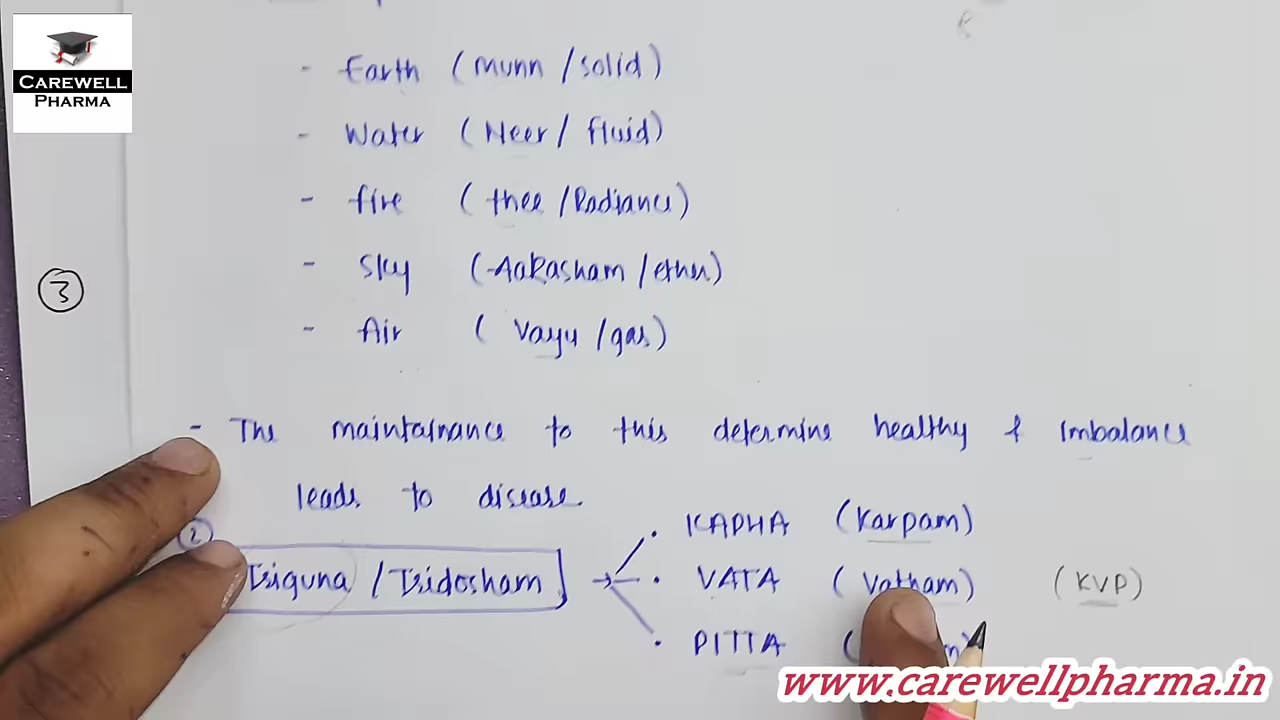 CAREWELL
PHARMA
- Earth (munn / solid)
- Water (Neer / fluid)
- fire (thee / Radiance)
- Sky (Aakasham / ether)
- Air (Vayu / gas)
3
- The maintainance to this determine healthy & imbalance
leads to disease
2
Triguna / Tridosham → . KAPHA (Karpam)
. VATA (Vatham) (KVP)
. PITTA
www.carewellpharma.in